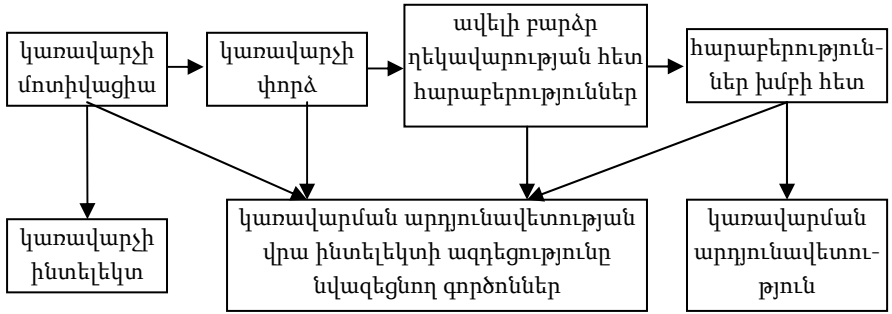 կառավարչի
մոտիվացիա
կառավարչի
փորձ
ավելի բարձր
ղեկավարության հետ
հարաբերություններ
հարաբերություն-
ներ խմբի հետ
կառավարչի
ինտելեկտ
կառավարման արդյունավետության
վրա ինտելեկտի ազդեցությունը
նվազեցնող գործոններ
կառավարման
արդյունավետու-
թյուն